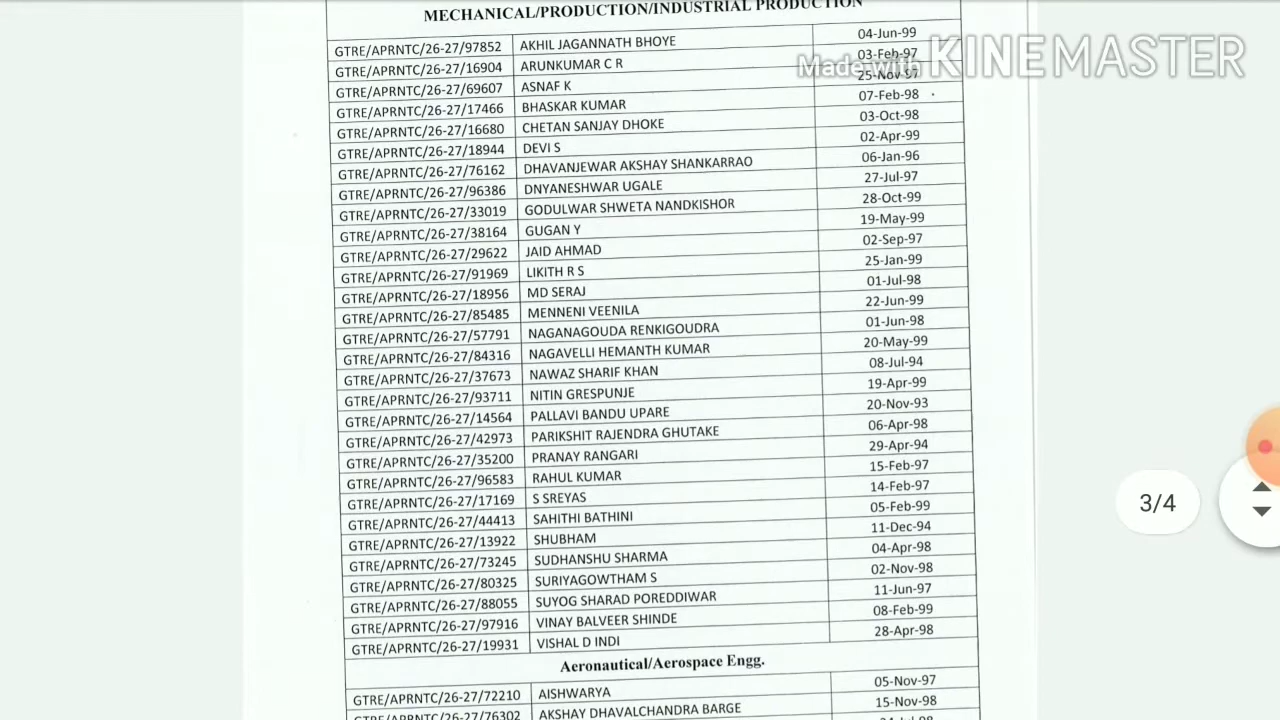 MECHANICAL/PRODUCTION/INDUSTRIAL PRODUCTION
GTRE/APRNTC/26-27/97852 AKHIL JAGANNATH BHOYE 04-Jun-99
GTRE/APRNTC/26-27/16904 ARUNKUMAR C R 03-Feb-97
GTRE/APRNTC/26-27/69607 ASNAF K 25-Nov-97
GTRE/APRNTC/26-27/17466 BHASKAR KUMAR 07-Feb-98
GTRE/APRNTC/26-27/16680 CHETAN SANJAY DHOKE 03-Oct-98
GTRE/APRNTC/26-27/18944 DEVI S 02-Apr-99
GTRE/APRNTC/26-27/76162 DHAVANJEWAR AKSHAY SHANKARRAO 06-Jan-96
GTRE/APRNTC/26-27/96386 DNYANESHWAR UGALE 27-Jul-97
GTRE/APRNTC/26-27/33019 GODULWAR SHWETA NANDKISHOR 28-Oct-99
GTRE/APRNTC/26-27/38164 GUGAN Y 19-May-99
GTRE/APRNTC/26-27/29622 JAID AHMAD 02-Sep-97
GTRE/APRNTC/26-27/91969 LIKITH R S 25-Jan-99
GTRE/APRNTC/26-27/18956 MD SERAJ 01-Jul-98
GTRE/APRNTC/26-27/85485 MENNENI VEENILA 22-Jun-99
GTRE/APRNTC/26-27/57791 NAGANAGOUDA RENKIGOUDRA 01-Jun-98
GTRE/APRNTC/26-27/84316 NAGAVELLI HEMANTH KUMAR 20-May-99
GTRE/APRNTC/26-27/37673 NAWAZ SHARIF KHAN 08-Jul-94
GTRE/APRNTC/26-27/93711 NITIN GRESPUNJE 19-Apr-99
GTRE/APRNTC/26-27/14564 PALLAVI BANDU UPARE 20-Nov-93
GTRE/APRNTC/26-27/42973 PARIKSHIT RAJENDRA GHUTAKE 06-Apr-98
GTRE/APRNTC/26-27/35200 PRANAY RANGARI 29-Apr-94
GTRE/APRNTC/26-27/96583 RAHUL KUMAR 15-Feb-97
GTRE/APRNTC/26-27/17169 S SREYAS 14-Feb-97
GTRE/APRNTC/26-27/44413 SAHITHI BATHINI 05-Feb-99
GTRE/APRNTC/26-27/13922 SHUBHAM 11-Dec-94
GTRE/APRNTC/26-27/73245 SUDHANSHU SHARMA 04-Apr-98
GTRE/APRNTC/26-27/80325 SURIYAGOWTHAM S 02-Nov-98
GTRE/APRNTC/26-27/88055 SUYOG SHARAD POREDDIWAR 11-Jun-97
GTRE/APRNTC/26-27/97916 VINAY BALVEER SHINDE 08-Feb-99
GTRE/APRNTC/26-27/19931 VISHAL D INDI 28-Apr-98
Aeronautical/Aerospace Engg.
GTRE/APRNTC/26-27/72210 AISHWARYA 05-Nov-97
GTRE/APRNTC/26-27/76302 AKSHAY DHAVALCHANDRA BARGE 15-Nov-98
Made with KINEMASTER
3/4